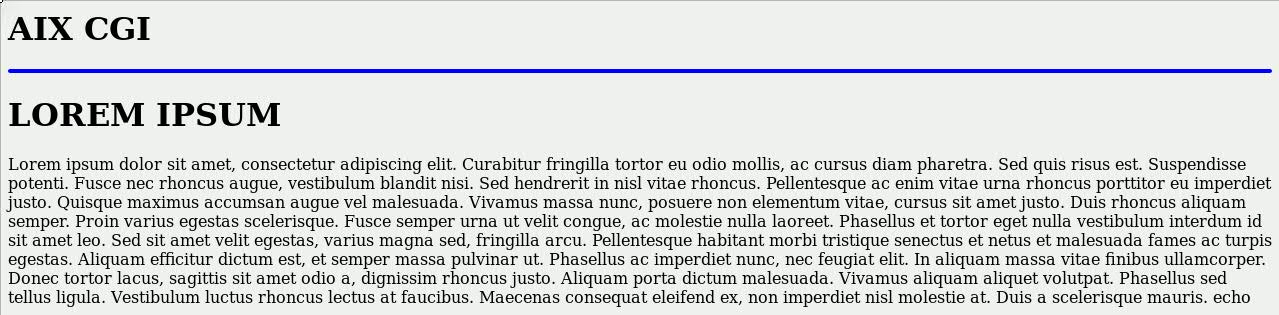 AIX CGI
LOREM IPSUM
Lorem ipsum dolor sit amet, consectetur adipiscing elit. Curabitur fringilla tortor eu odio mollis, ac cursus diam pharetra. Sed quis risus est. Suspendisse
potenti. Fusce nec rhoncus augue, vestibulum blandit nisi. Sed hendrerit in nisl vitae rhoncus. Pellentesque ac enim vitae urna rhoncus porttitor eu imperdiet
justo. Quisque maximus accumsan augue vel malesuada. Vivamus massa nunc, posuere non elementum vitae, cursus sit amet justo. Duis rhoncus aliquam
semper. Proin varius egestas scelerisque. Fusce semper urna ut velit congue, ac molestie nulla laoreet. Phasellus et tortor eget nulla vestibulum interdum id
sit amet leo. Sed sit amet velit egestas, varius magna sed, fringilla arcu. Pellentesque habitant morbi tristique senectus et netus et malesuada fames ac turpis
egestas. Aliquam efficitur dictum est, et semper massa pulvinar ut. Phasellus ac imperdiet nunc, nec feugiat elit. In aliquam massa vitae finibus ullamcorper.
Donec tortor lacus, sagittis sit amet odio a, dignissim rhoncus justo. Aliquam porta dictum malesuada. Vivamus aliquam aliquet volutpat. Phasellus sed
tellus ligula. Vestibulum luctus rhoncus lectus at faucibus. Maecenas consequat eleifend ex, non imperdiet nisl molestie at. Duis a scelerisque mauris. echo